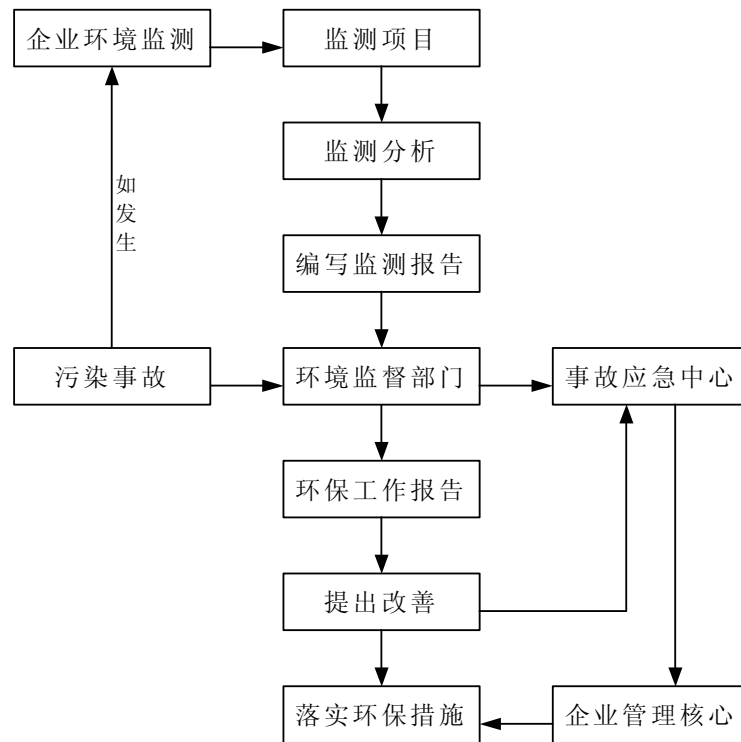 企业环境监测
监测项目
监测分析
如
发
生
编写监测报告
污染事故
环境监督部门
事故应急中心
环保工作报告
提出改善
落实环保措施
企业管理核心